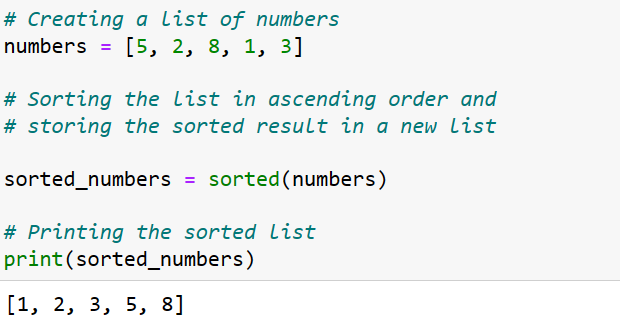 # Creating a list of numbers
numbers = [5, 2, 8, 1, 3]
# Sorting the list in ascending order and
# storing the sorted result in a new list
sorted_numbers = sorted(numbers)
# Printing the sorted list
print(sorted_numbers)
[1, 2, 3, 5, 8]